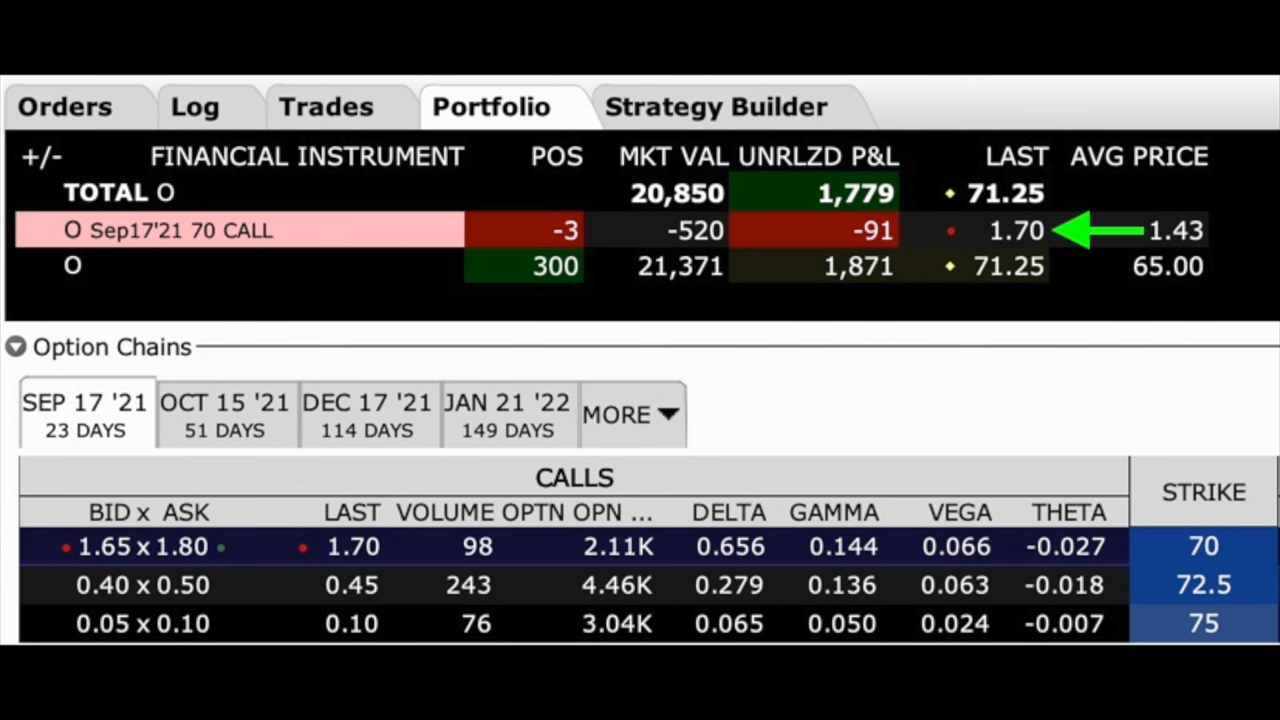 Orders Log Trades Portfolio Strategy Builder
+/- FINANCIAL INSTRUMENT POS MKT VAL UNRLZD P&L LAST AVG PRICE
TOTAL O 20,850 1,779 71.25
O Sep17'21 70 CALL -3 -520 -91 1.70 1.43
O 300 21,371 1,871 71.25 65.00
Option Chains
SEP 17 '21 OCT 15 '21 DEC 17 '21 JAN 21 '22 MORE
23 DAYS 51 DAYS 114 DAYS 149 DAYS
CALLS STRIKE
BID x ASK LAST VOLUME OPTN OPN ... DELTA GAMMA VEGA THETA
1.65 x 1.80 1.70 98 2.11K 0.656 0.144 0.066 -0.027 70
0.40 x 0.50 0.45 243 4.46K 0.279 0.136 0.063 -0.018 72.5
0.05 x 0.10 0.10 76 3.04K 0.065 0.050 0.024 -0.007 75